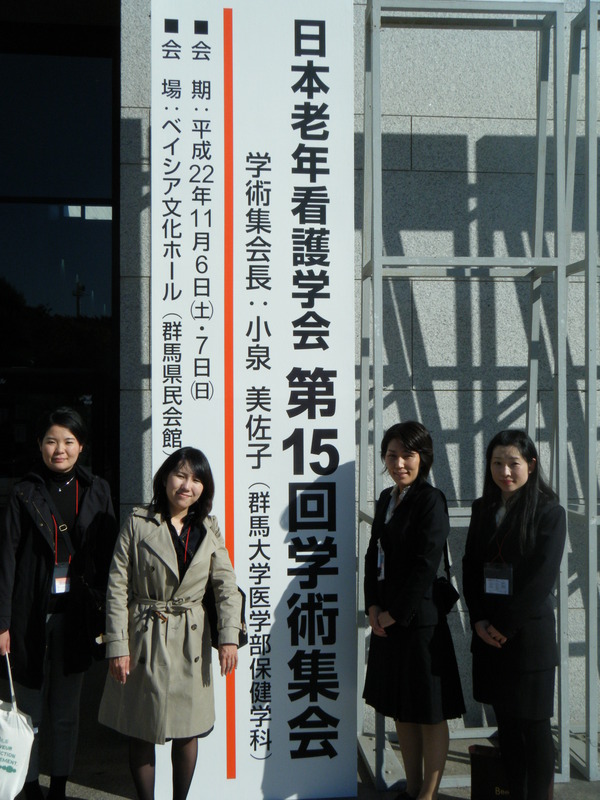 日本老年看護学会 第15回学術集会
学術集会長：小泉 美佐子（群馬大学医学部保健学科）
■会 期：平成22年11月6日(土)・7日(日)
■会 場：ベイシア文化ホール（群馬県民会館）